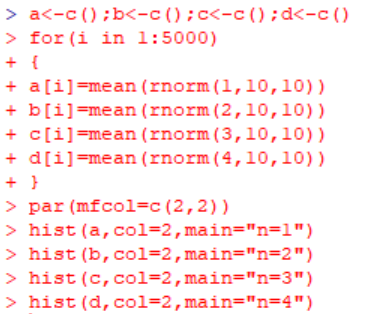 > a<-c();b<-c();c<-c();d<-c()
> for(i in 1:5000)
+ {
+ a[i]=mean(rnorm(1,10,10))
+ b[i]=mean(rnorm(2,10,10))
+ c[i]=mean(rnorm(3,10,10))
+ d[i]=mean(rnorm(4,10,10))
+ }
> par(mfcol=c(2,2))
> hist(a,col=2,main="n=1")
> hist(b,col=2,main="n=2")
> hist(c,col=2,main="n=3")
> hist(d,col=2,main="n=4")